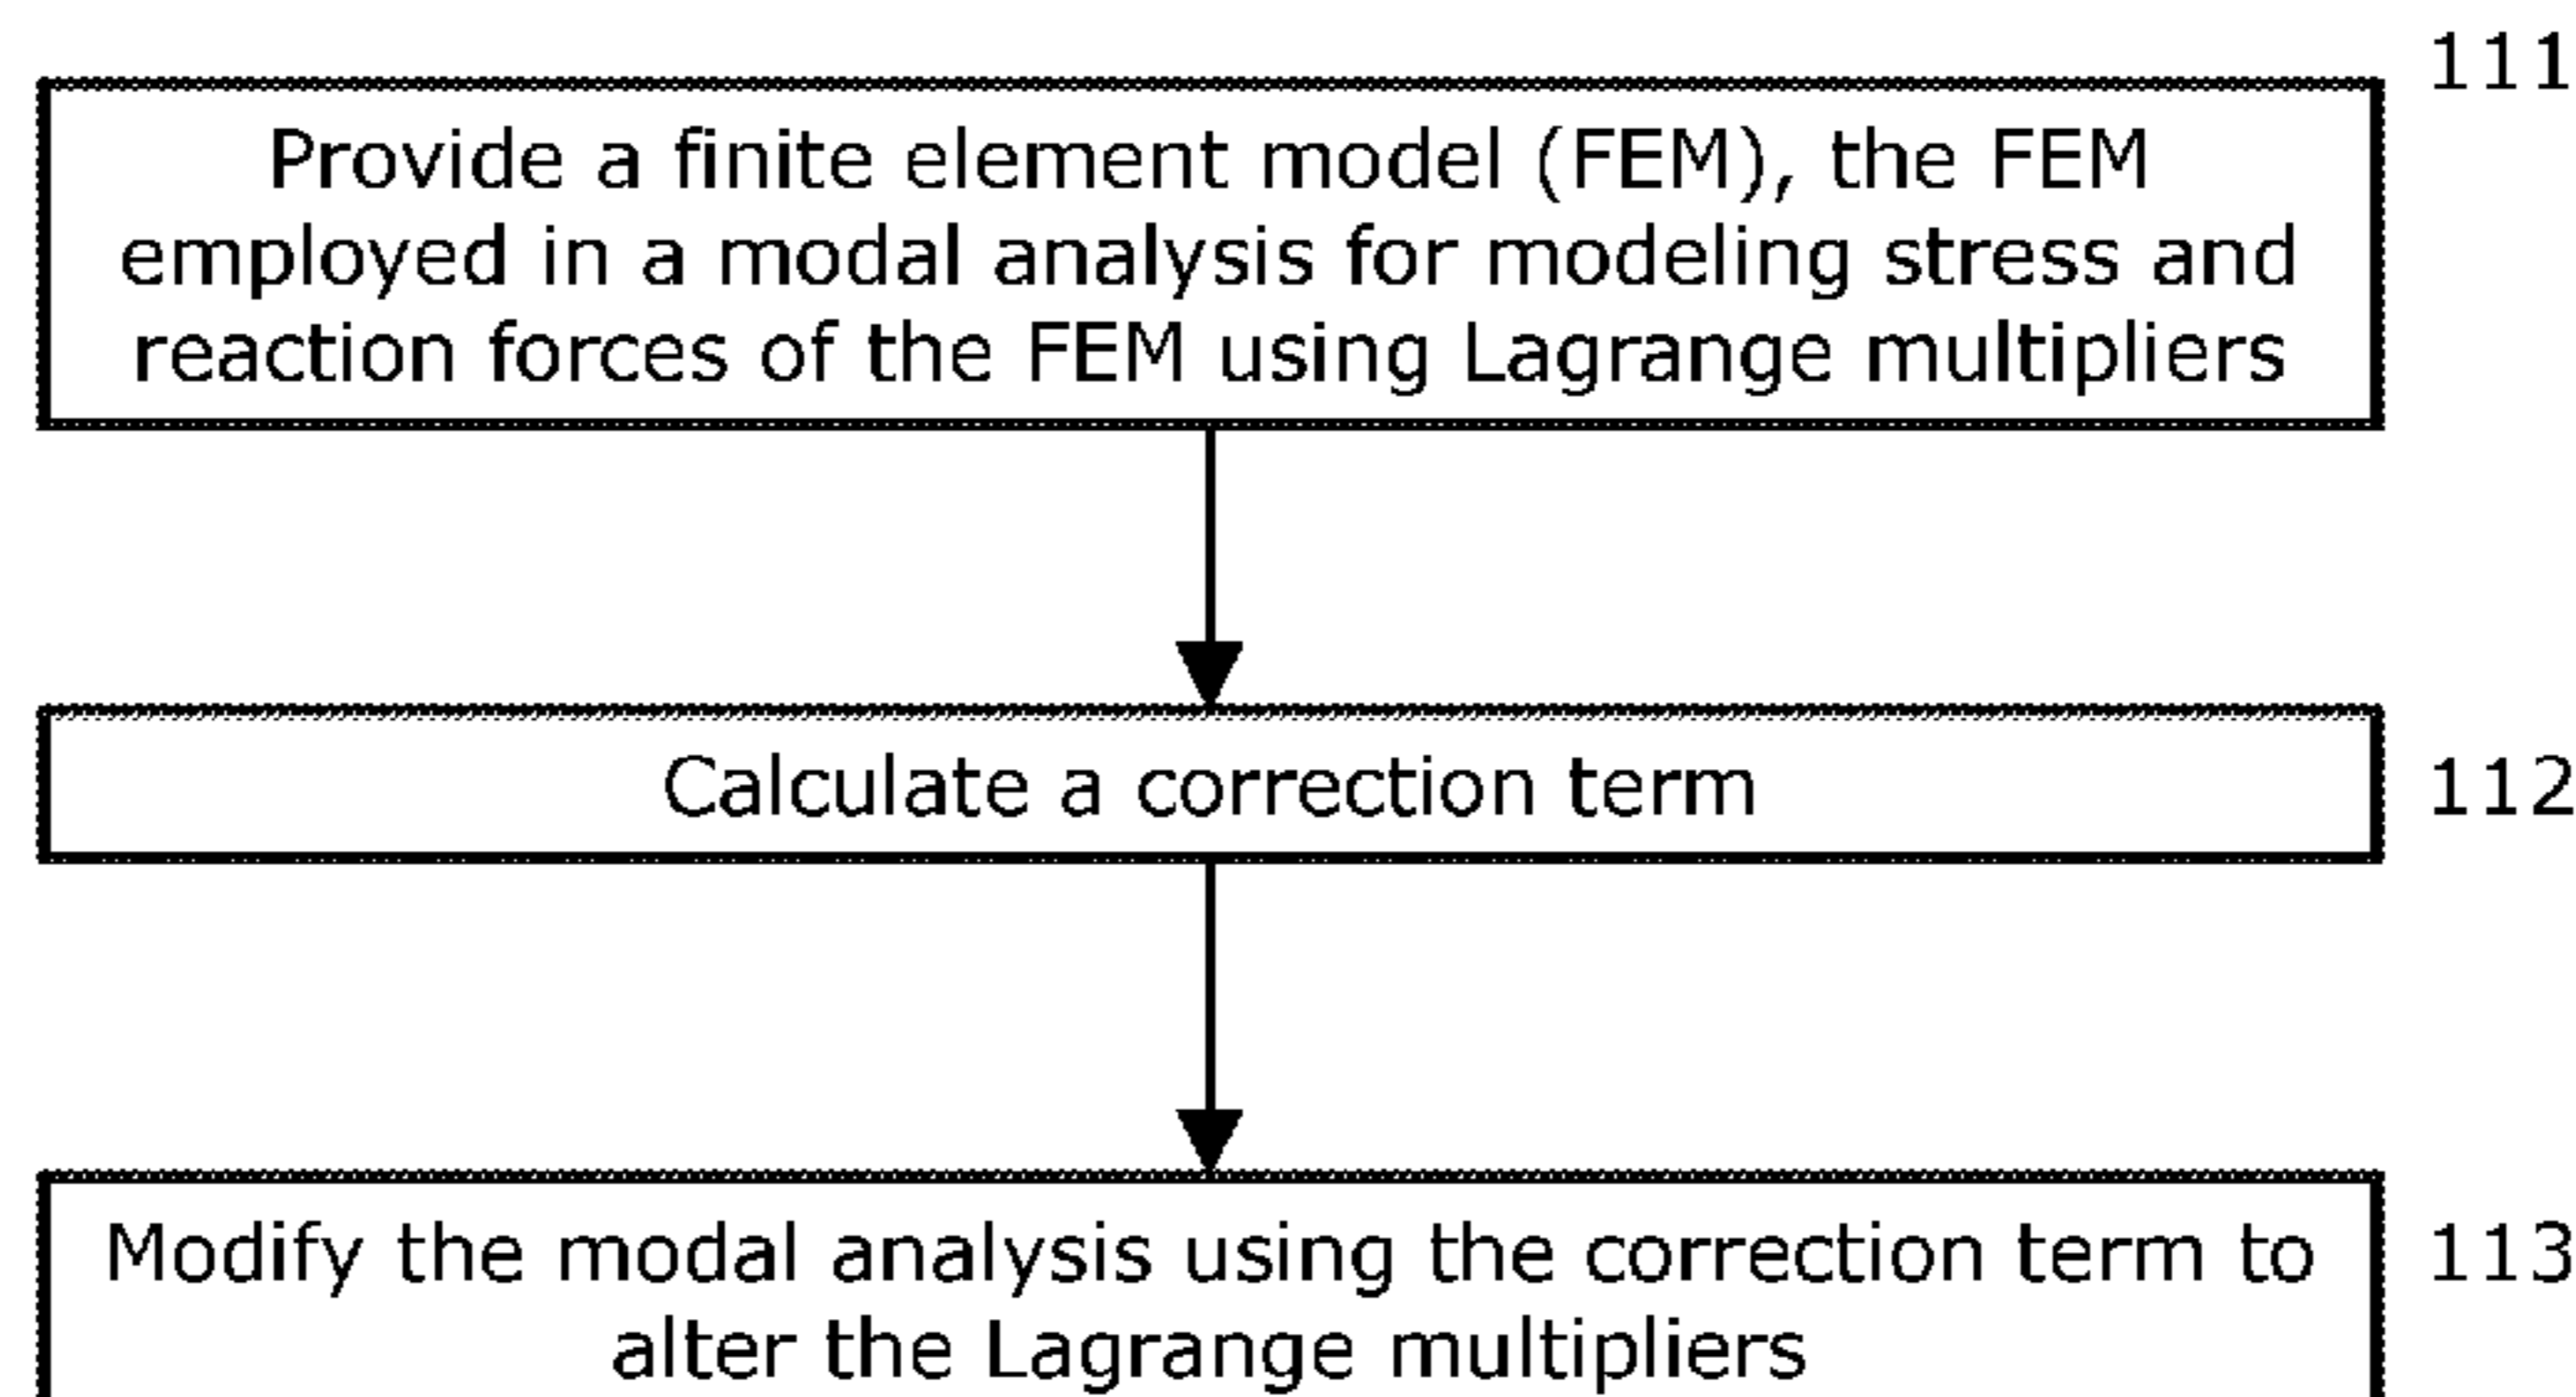 111
Provide a finite element model (FEM), the FEM
employed in a modal analysis for modeling stress and
reaction forces of the FEM using Lagrange multipliers
Calculate a correction term
112
Modify the modal analysis using the correction term to
113
alter the Lagrange multipliers